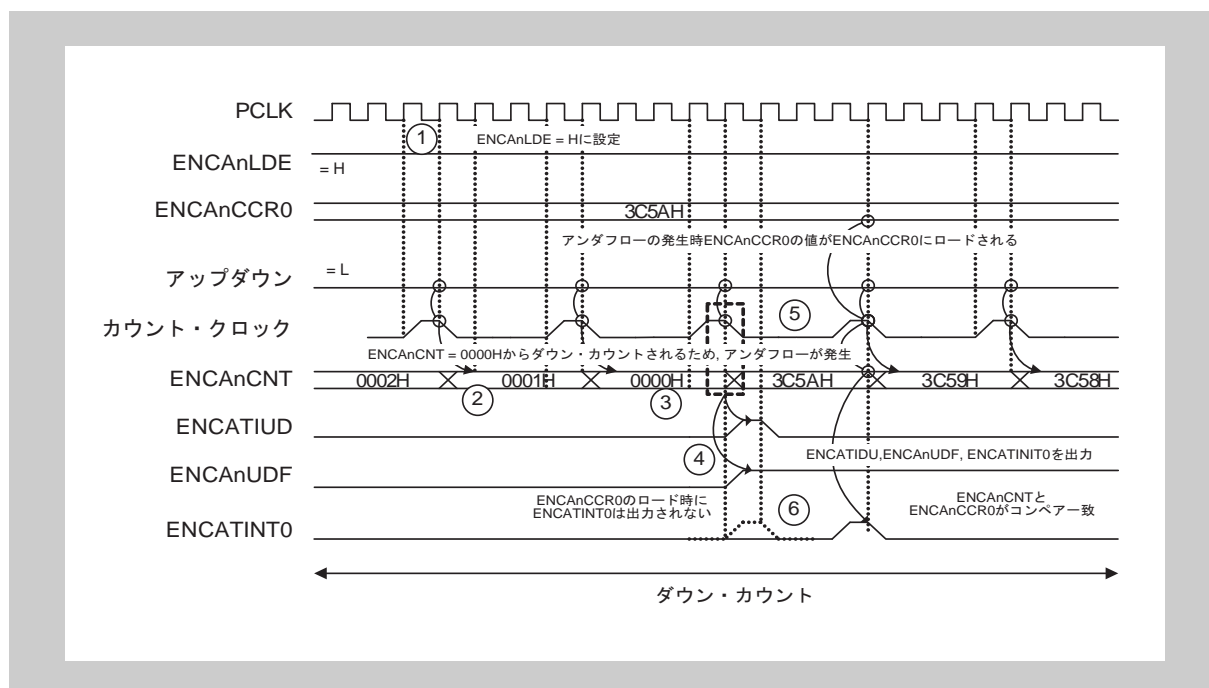 PCLK
① ENCAnLDE = Hに設定
ENCAnLDE = H
ENCAnCCR0 3C5AH
アンダフローの発生時ENCAnCCR0の値がENCAnCCR0にロードされる
アップダウン = L
カウント・クロック ⑤
ENCAnCNT = 0000Hからダウン・カウントされるため, アンダフローが発生
ENCAnCNT 0002H 0001H 0000H 3C5AH 3C59H 3C58H
② ③
ENCATIUD
④ ENCATIDU,ENCAnUDF, ENCATINIT0を出力
ENCAnUDF
ENCAnCCR0のロード時に
ENCATINT0は出力されない
⑥
ENCAnCNTと
ENCAnCCR0がコンペアー致
ENCATINT0
ダウン・カウント